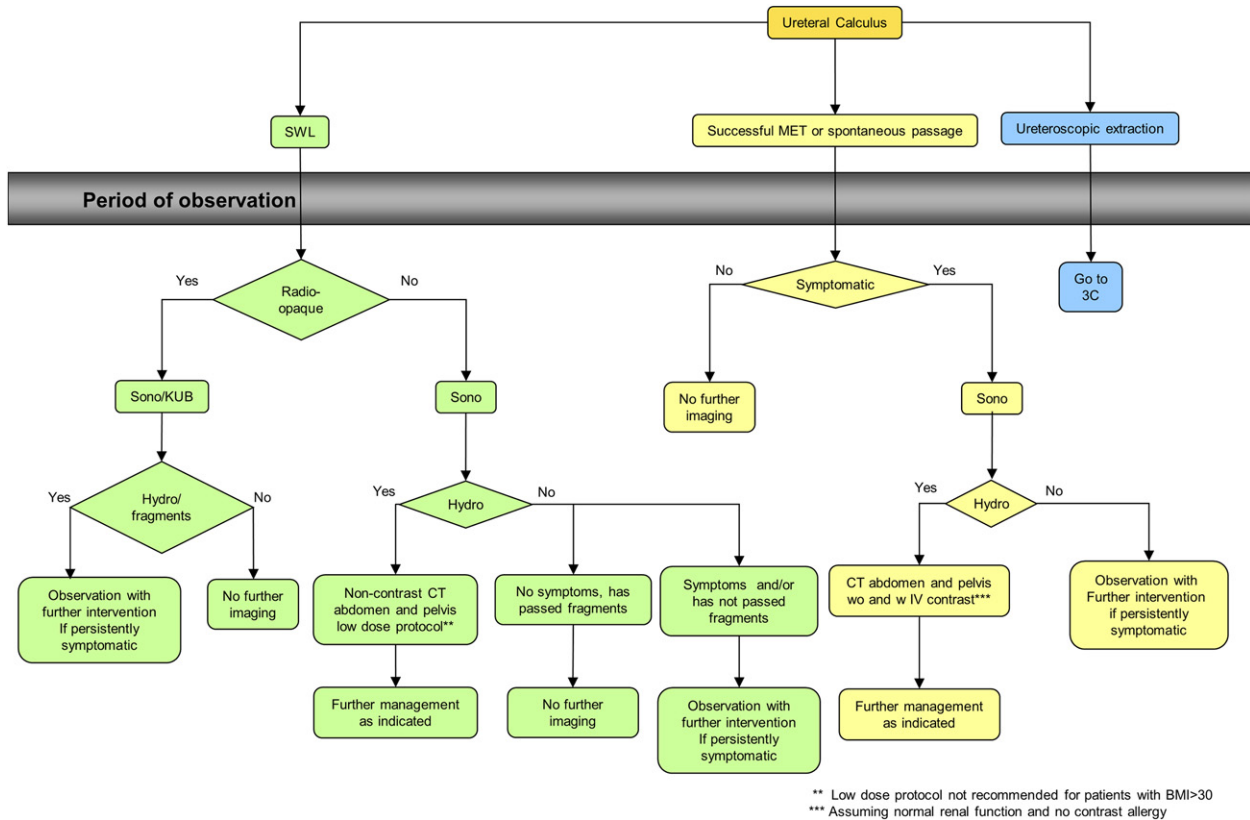 Ureteral Calculus
SWL
Successful MET or spontaneous passage
Ureteroscopic extraction
Period of observation
Yes
Radio-
opaque
No
No
Symptomatic
Yes
Go to
3C
Sono/KUB
Sono
No further
imaging
Sono
Yes
Hydro/
fragments
No
Yes
Hydro
No
Yes
Hydro
No
Observation with
further intervention
If persistently
symptomatic
No further
imaging
Non-contrast CT
abdomen and pelvis
low dose protocol**
No symptoms, has
passed fragments
Symptoms and/or
has not passed
fragments
CT abdomen and pelvis
wo and w IV contrast***
Observation with
Further intervention
if persistently
symptomatic
Further management
as indicated
No further
imaging
Observation with
further intervention
If persistently
symptomatic
Further management
as indicated
** Low dose protocol not recommended for patients with BMI>30
*** Assuming normal renal function and no contrast allergy